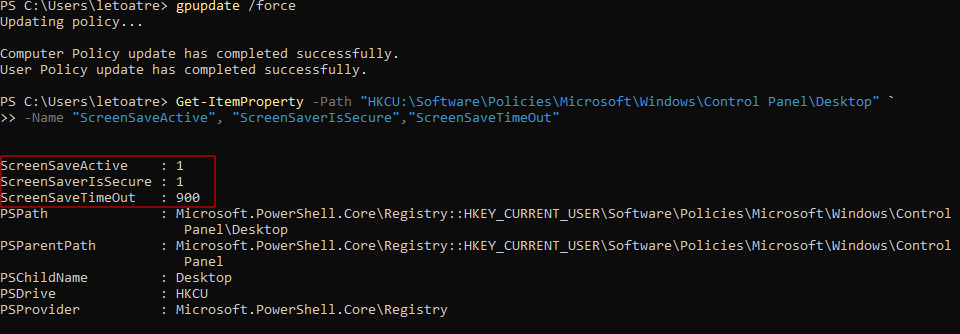 PS C:\Users\letoatre> gpupdate /force
Updating policy...
Computer Policy update has completed successfully.
User Policy update has completed successfully.
PS C:\Users\letoatre> Get-ItemProperty -Path "HKCU:\Software\Policies\Microsoft\Windows\Control Panel\Desktop" `
>> -Name "ScreenSaveActive", "ScreenSaverIsSecure","ScreenSaveTimeOut"
ScreenSaveActive    : 1
ScreenSaverIsSecure : 1
ScreenSaveTimeOut   : 900
PSPath              : Microsoft.PowerShell.Core\Registry::HKEY_CURRENT_USER\Software\Policies\Microsoft\Windows\Control
                       Panel\Desktop
PSParentPath        : Microsoft.PowerShell.Core\Registry::HKEY_CURRENT_USER\Software\Policies\Microsoft\Windows\Control
                       Panel
PSChildName         : Desktop
PSDrive             : HKCU
PSProvider          : Microsoft.PowerShell.Core\Registry